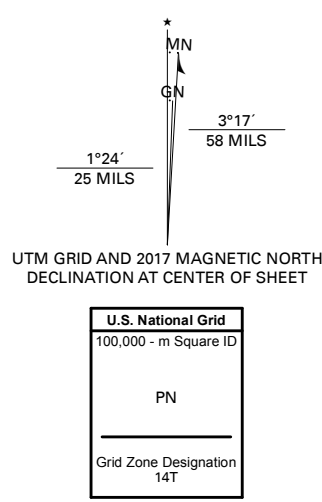 MN
GN
3°17´
58 MILS
1°24´
25 MILS
UTM GRID AND 2017 MAGNETIC NORTH
DECLINATION AT CENTER OF SHEET
U.S. National Grid
100,000 - m Square ID
PN
Grid Zone Designation
14T